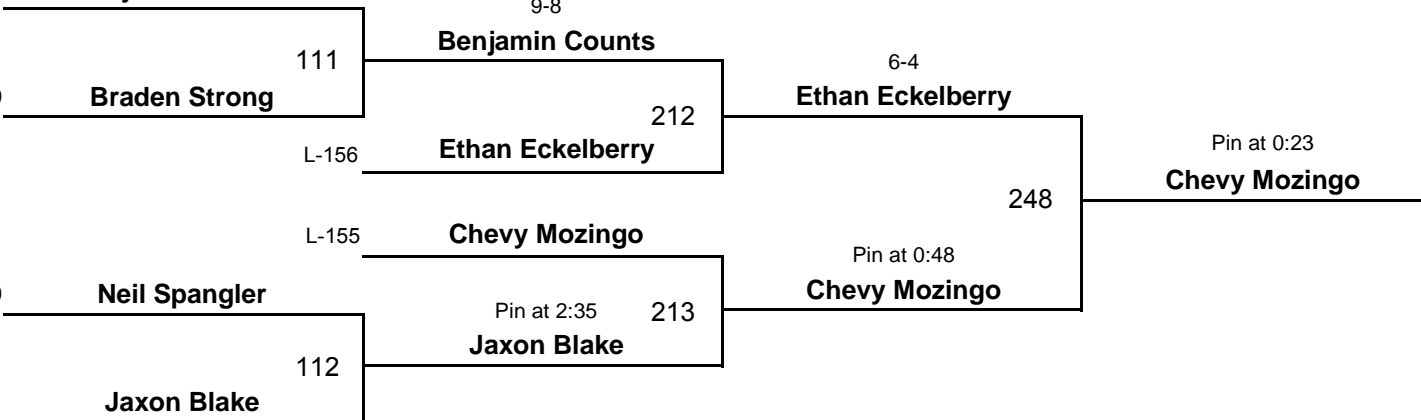 9-8
Benjamin Counts
111
6-4
Braden Strong
Ethan Eckelberry
212
L-156
Ethan Eckelberry
Pin at 0:23
Chevy Mozingo
248
L-155
Chevy Mozingo
Pin at 0:48
Neil Spangler
Chevy Mozingo
Pin at 2:35
213
Jaxon Blake
112
Jaxon Blake